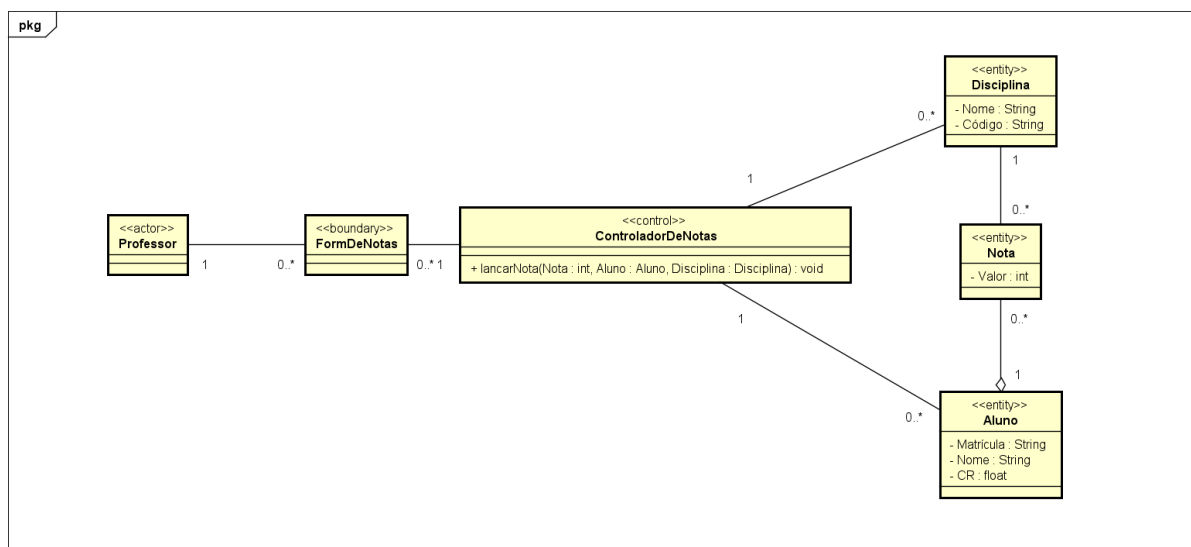 pkg
<<entity>>
Disciplina
- Nome : String
- Código : String
0..*
1
1
0..*
<<actor>>
Professor
1
0..*
<<boundary>>
FormDeNotas
0..*
1
<<control>>
ControladorDeNotas
+ lancarNota(Nota : int, Aluno : Aluno, Disciplina : Disciplina) : void
<<entity>>
Nota
- Valor : int
1
0..*
1
0..*
<<entity>>
Aluno
- Matrícula : String
- Nome : String
- CR : float